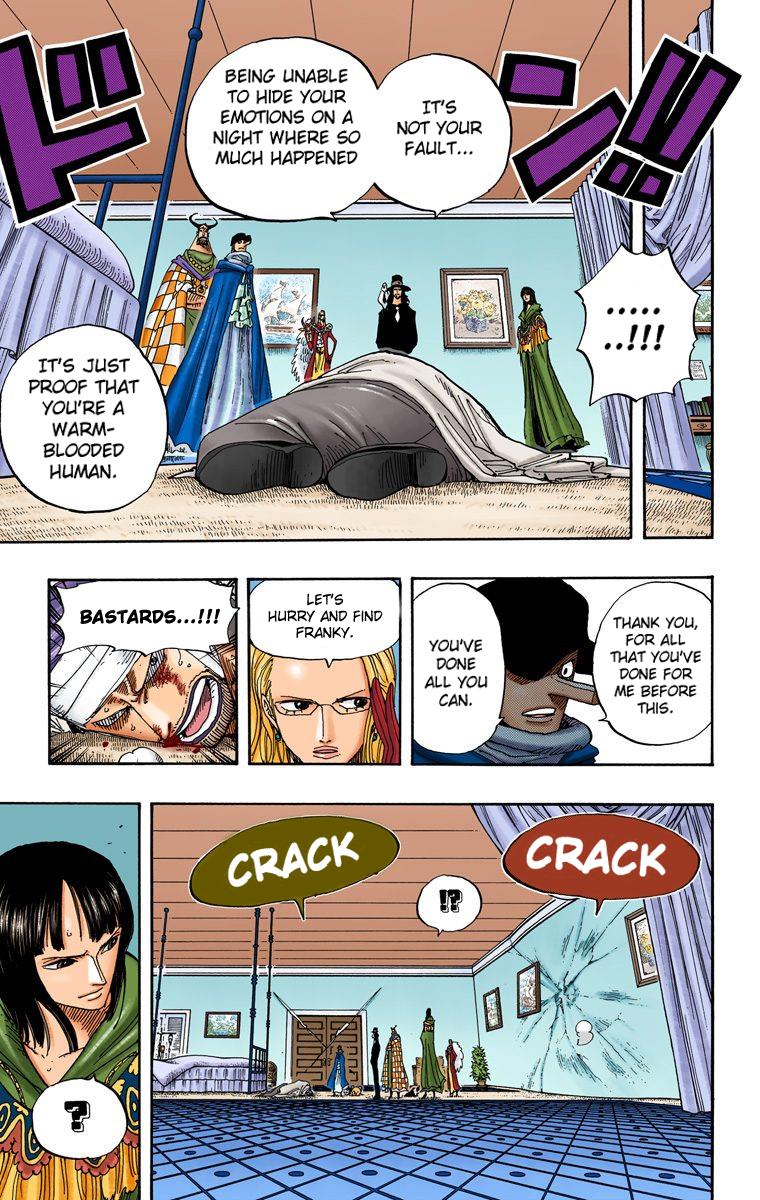 .....
..!!!
ドン!!
IT'S
NOT YOUR
FAULT...
BEING UNABLE
TO HIDE YOUR
EMOTIONS ON A
NIGHT WHERE SO
MUCH HAPPENED
IT'S JUST
PROOF THAT
YOU'RE A
WARM-
BLOODED
HUMAN.
THANK YOU,
FOR ALL
THAT YOU'VE
DONE FOR
ME BEFORE
THIS.
YOU'VE
DONE
ALL YOU
CAN.
LET'S
HURRY AND FIND
FRANKY.
BASTARDS...!!!
CRACK
!?
CRACK
?